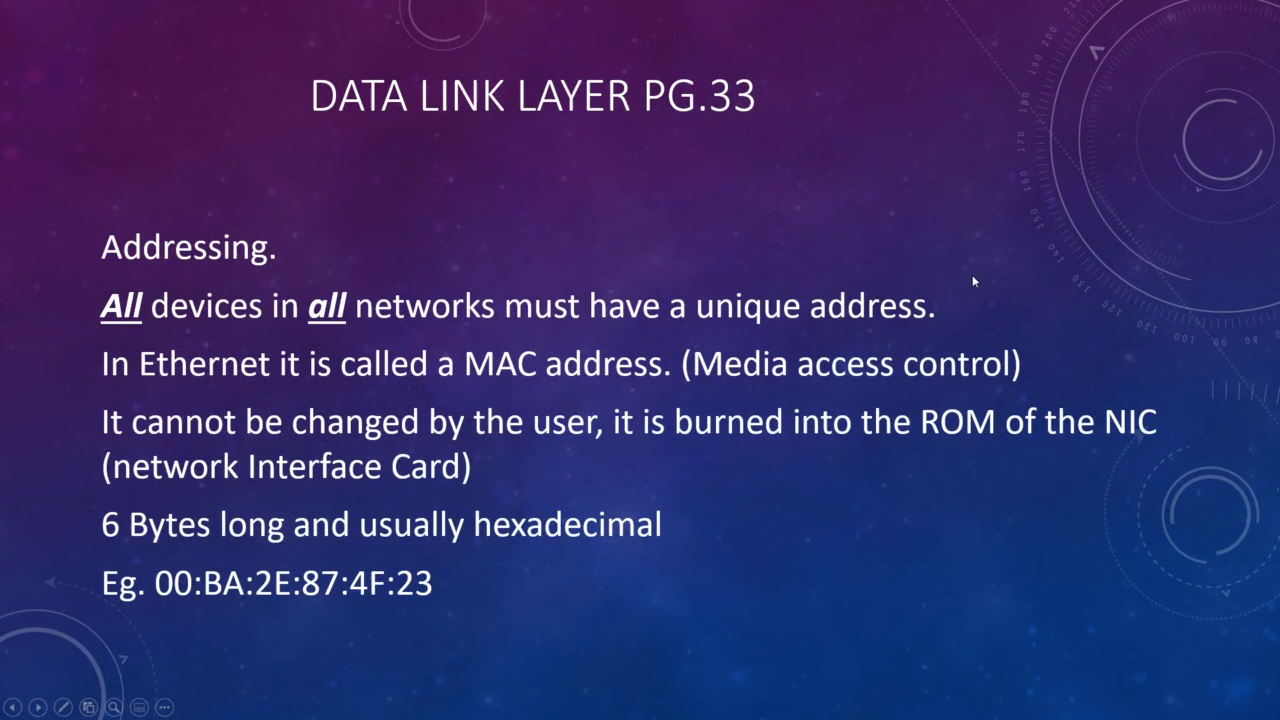 DATA LINK LAYER PG.33
Addressing.
All devices in all networks must have a unique address.
In Ethernet it is called a MAC address. (Media access control)
It cannot be changed by the user, it is burned into the ROM of the NIC
(network Interface Card)
6 Bytes long and usually hexadecimal
Eg. 00:BA:2E:87:4F:23